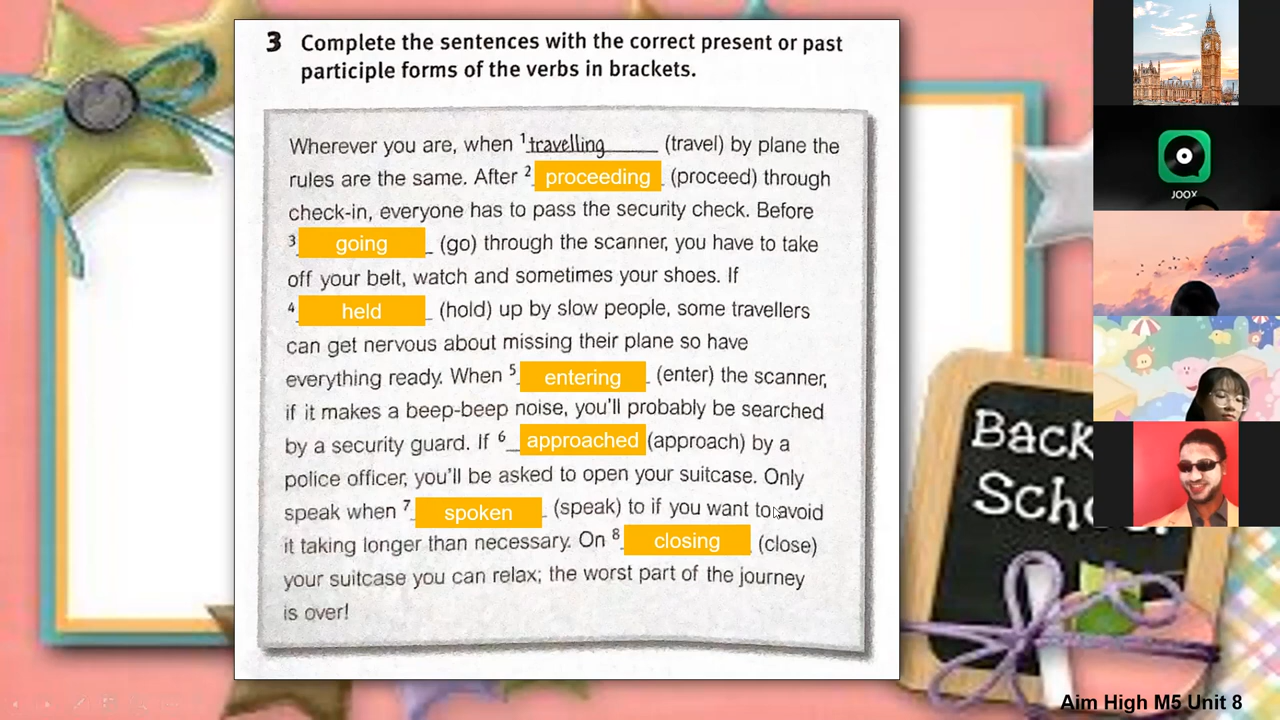 3 Complete the sentences with the correct present or past
participle forms of the verbs in brackets.
Wherever you are, when 1 travelling (travel) by plane the
rules are the same. After 2 proceeding (proceed) through
check-in, everyone has to pass the security check. Before
3 going (go) through the scanner, you have to take
off your belt, watch and sometimes your shoes. If
4 held (hold) up by slow people, some travellers
can get nervous about missing their plane so have
everything ready. When 5 entering (enter) the scanner,
if it makes a beep-beep noise, you'll probably be searched
by a security guard. If 6 approached (approach) by a
police officer, you'll be asked to open your suitcase. Only
speak when 7 spoken (speak) to if you want to avoid
it taking longer than necessary. On 8 closing (close)
your suitcase you can relax; the worst part of the journey
is over!
JOOX
Back
Aim High M5 Unit 8